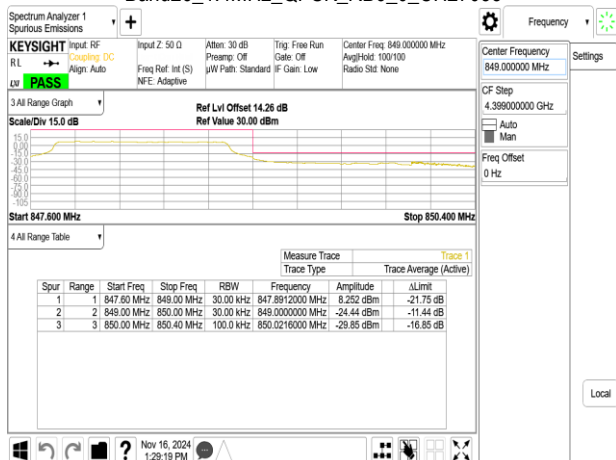 Spectrum Analyzer 1
Spurious Emissions
Frequency
KEYSIGHT
RL
LXI
PASS
Input: RF
Coupling: DC
Align: Auto
Input Z: 50 Ω
Freq Ref: Int (S)
NFE: Adaptive
Atten: 30 dB
Preamp: Off
µW Path: Standard
Trig: Free Run
Gate: Off
IF Gain: Low
Center Freq: 849.000000 MHz
Avg|Hold: 100/100
Radio Std: None
Center Frequency
849.000000 MHz
Settings
CF Step
4.399000000 GHz
Auto
Man
Freq Offset
0 Hz
3 All Range Graph
Scale/Div 15.0 dB
Ref Lvl Offset 14.26 dB
Ref Value 30.00 dBm
15.0
0.00
-15.0
-30.0
-45.0
-60.0
-75.0
-90.0
-105
Start 847.600 MHz
Stop 850.400 MHz
4 All Range Table
Measure Trace Trace 1
Trace Type Trace Average (Active)
Spur Range Start Freq Stop Freq RBW Frequency Amplitude ΔLimit
1 1 847.60 MHz 849.00 MHz 30.00 kHz 847.8912000 MHz 8.252 dBm -21.75 dB
2 2 849.00 MHz 850.00 MHz 30.00 kHz 849.0000000 MHz -24.44 dBm -11.44 dB
3 3 850.00 MHz 850.40 MHz 100.0 kHz 850.0216000 MHz -29.85 dBm -16.85 dB
Local
Nov 16, 2024
1:29:19 PM